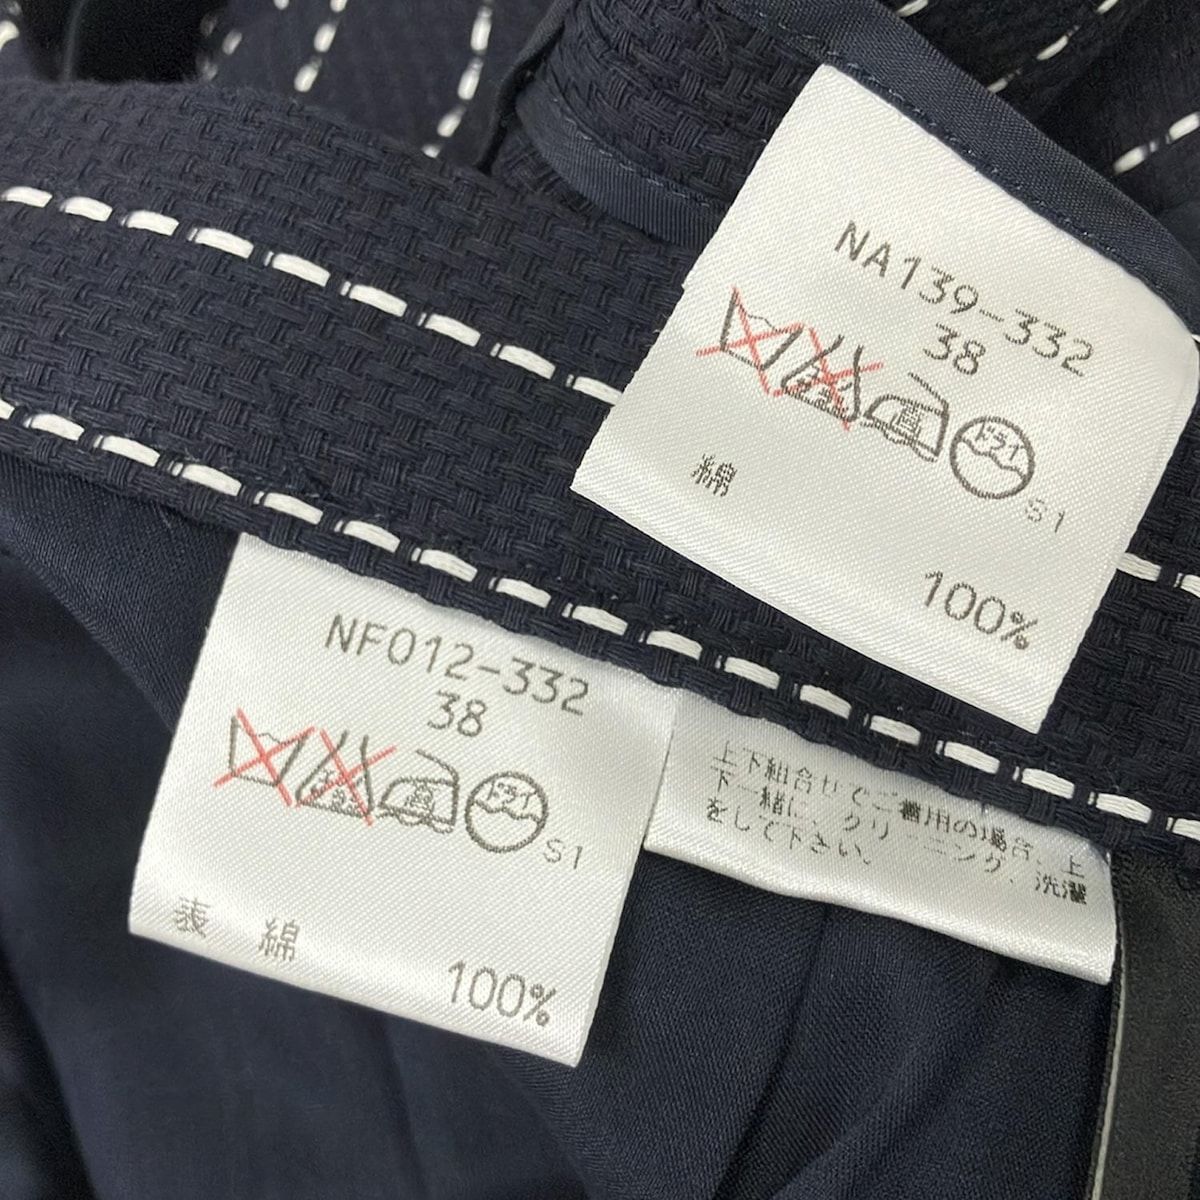 NA139-332
38
高
ドライ
S1
綿
100%
NF012-332
38
高
ドライ
S1
表 綿
100%
上下組合せでご着用の場合、上
下一緒に、クリーニング、洗濯
をして下さい。